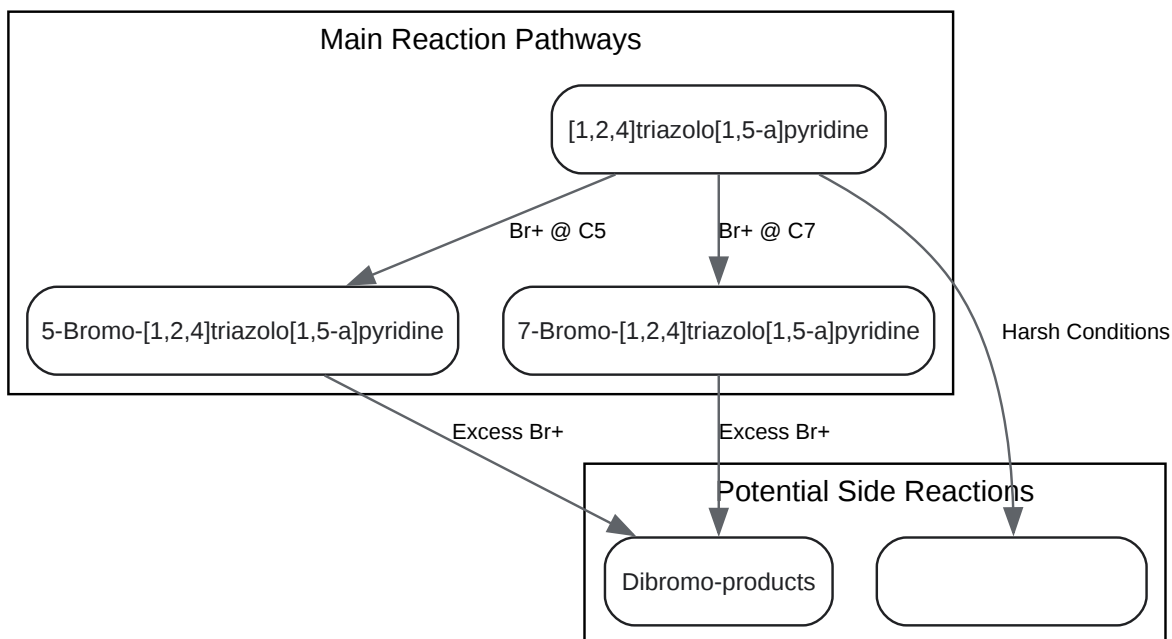 Main Reaction Pathways
[1,2,4]triazolo[1,5-a]pyridine
Br+ @ C5
Br+ @ C7
5-Bromo-[1,2,4]triazolo[1,5-a]pyridine
7-Bromo-[1,2,4]triazolo[1,5-a]pyridine
Harsh Conditions
Excess Br+
Excess Br+
Potential Side Reactions
Dibromo-products